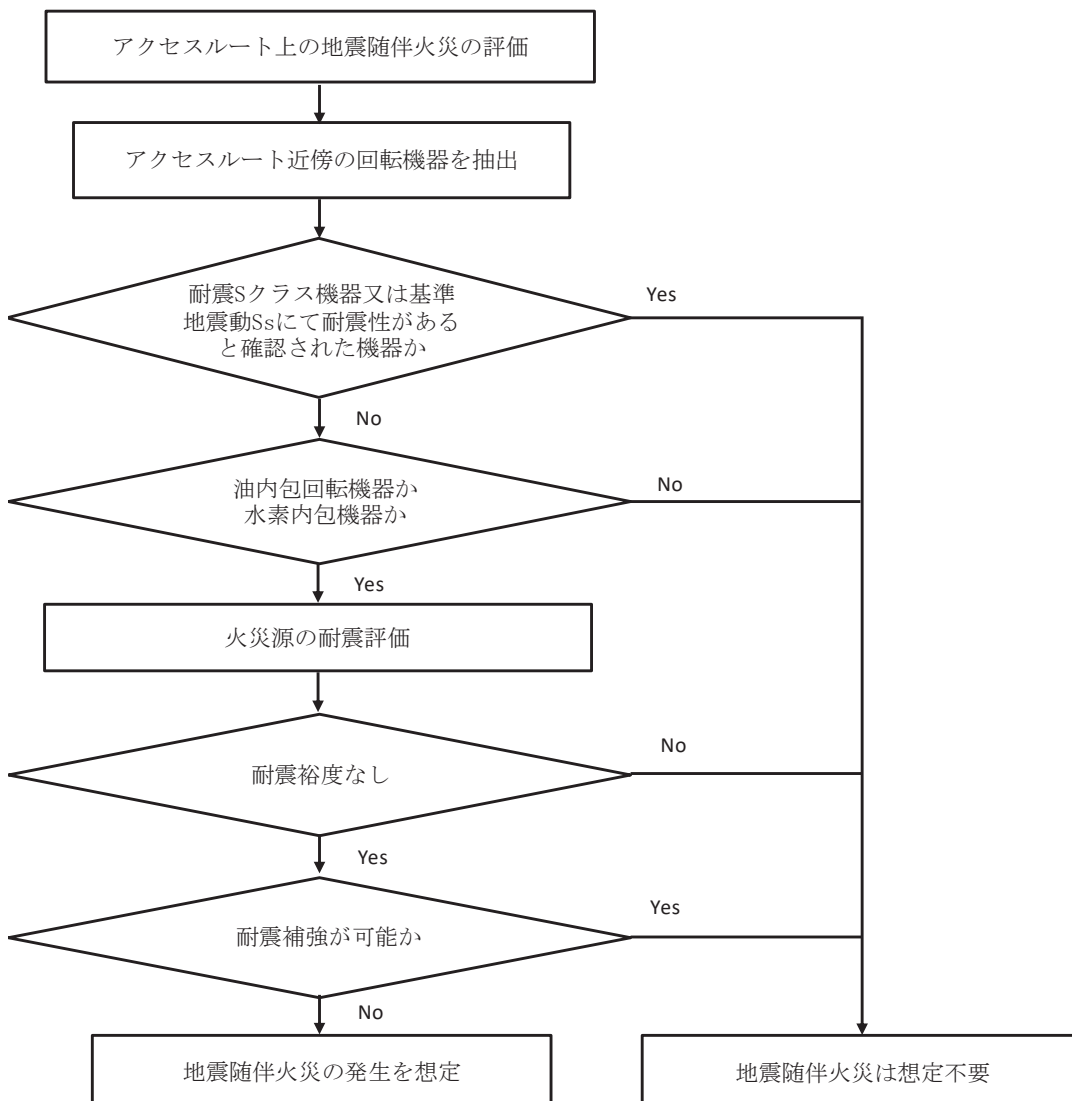 アクセスルート上の地震随伴火災の評価
アクセスルート近傍の回転機器を抽出
耐震Sクラス機器又は基準
地震動Ssにて耐震性がある
と確認された機器か
Yes
No
油内包回転機器か
水素内包機器か
No
Yes
火災源の耐震評価
耐震裕度なし
No
Yes
耐震補強が可能か
Yes
No
地震随伴火災の発生を想定
地震随伴火災は想定不要